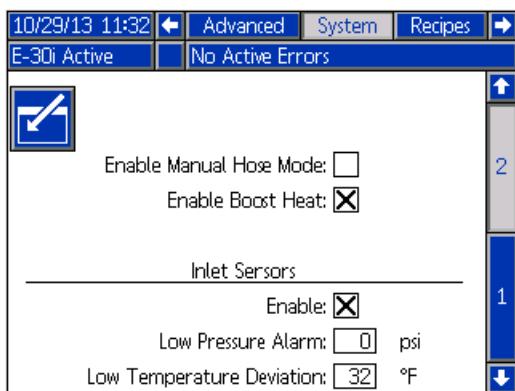 10/29/13 11:32 Advanced System Recipes
E-30i Active No Active Errors
Enable Manual Hose Mode:
2
Enable Boost Heat:
Inlet Sersors
Enable:
1
Low Pressure Alarm: 0 psi
Low Temperature Deviation: 32 °F